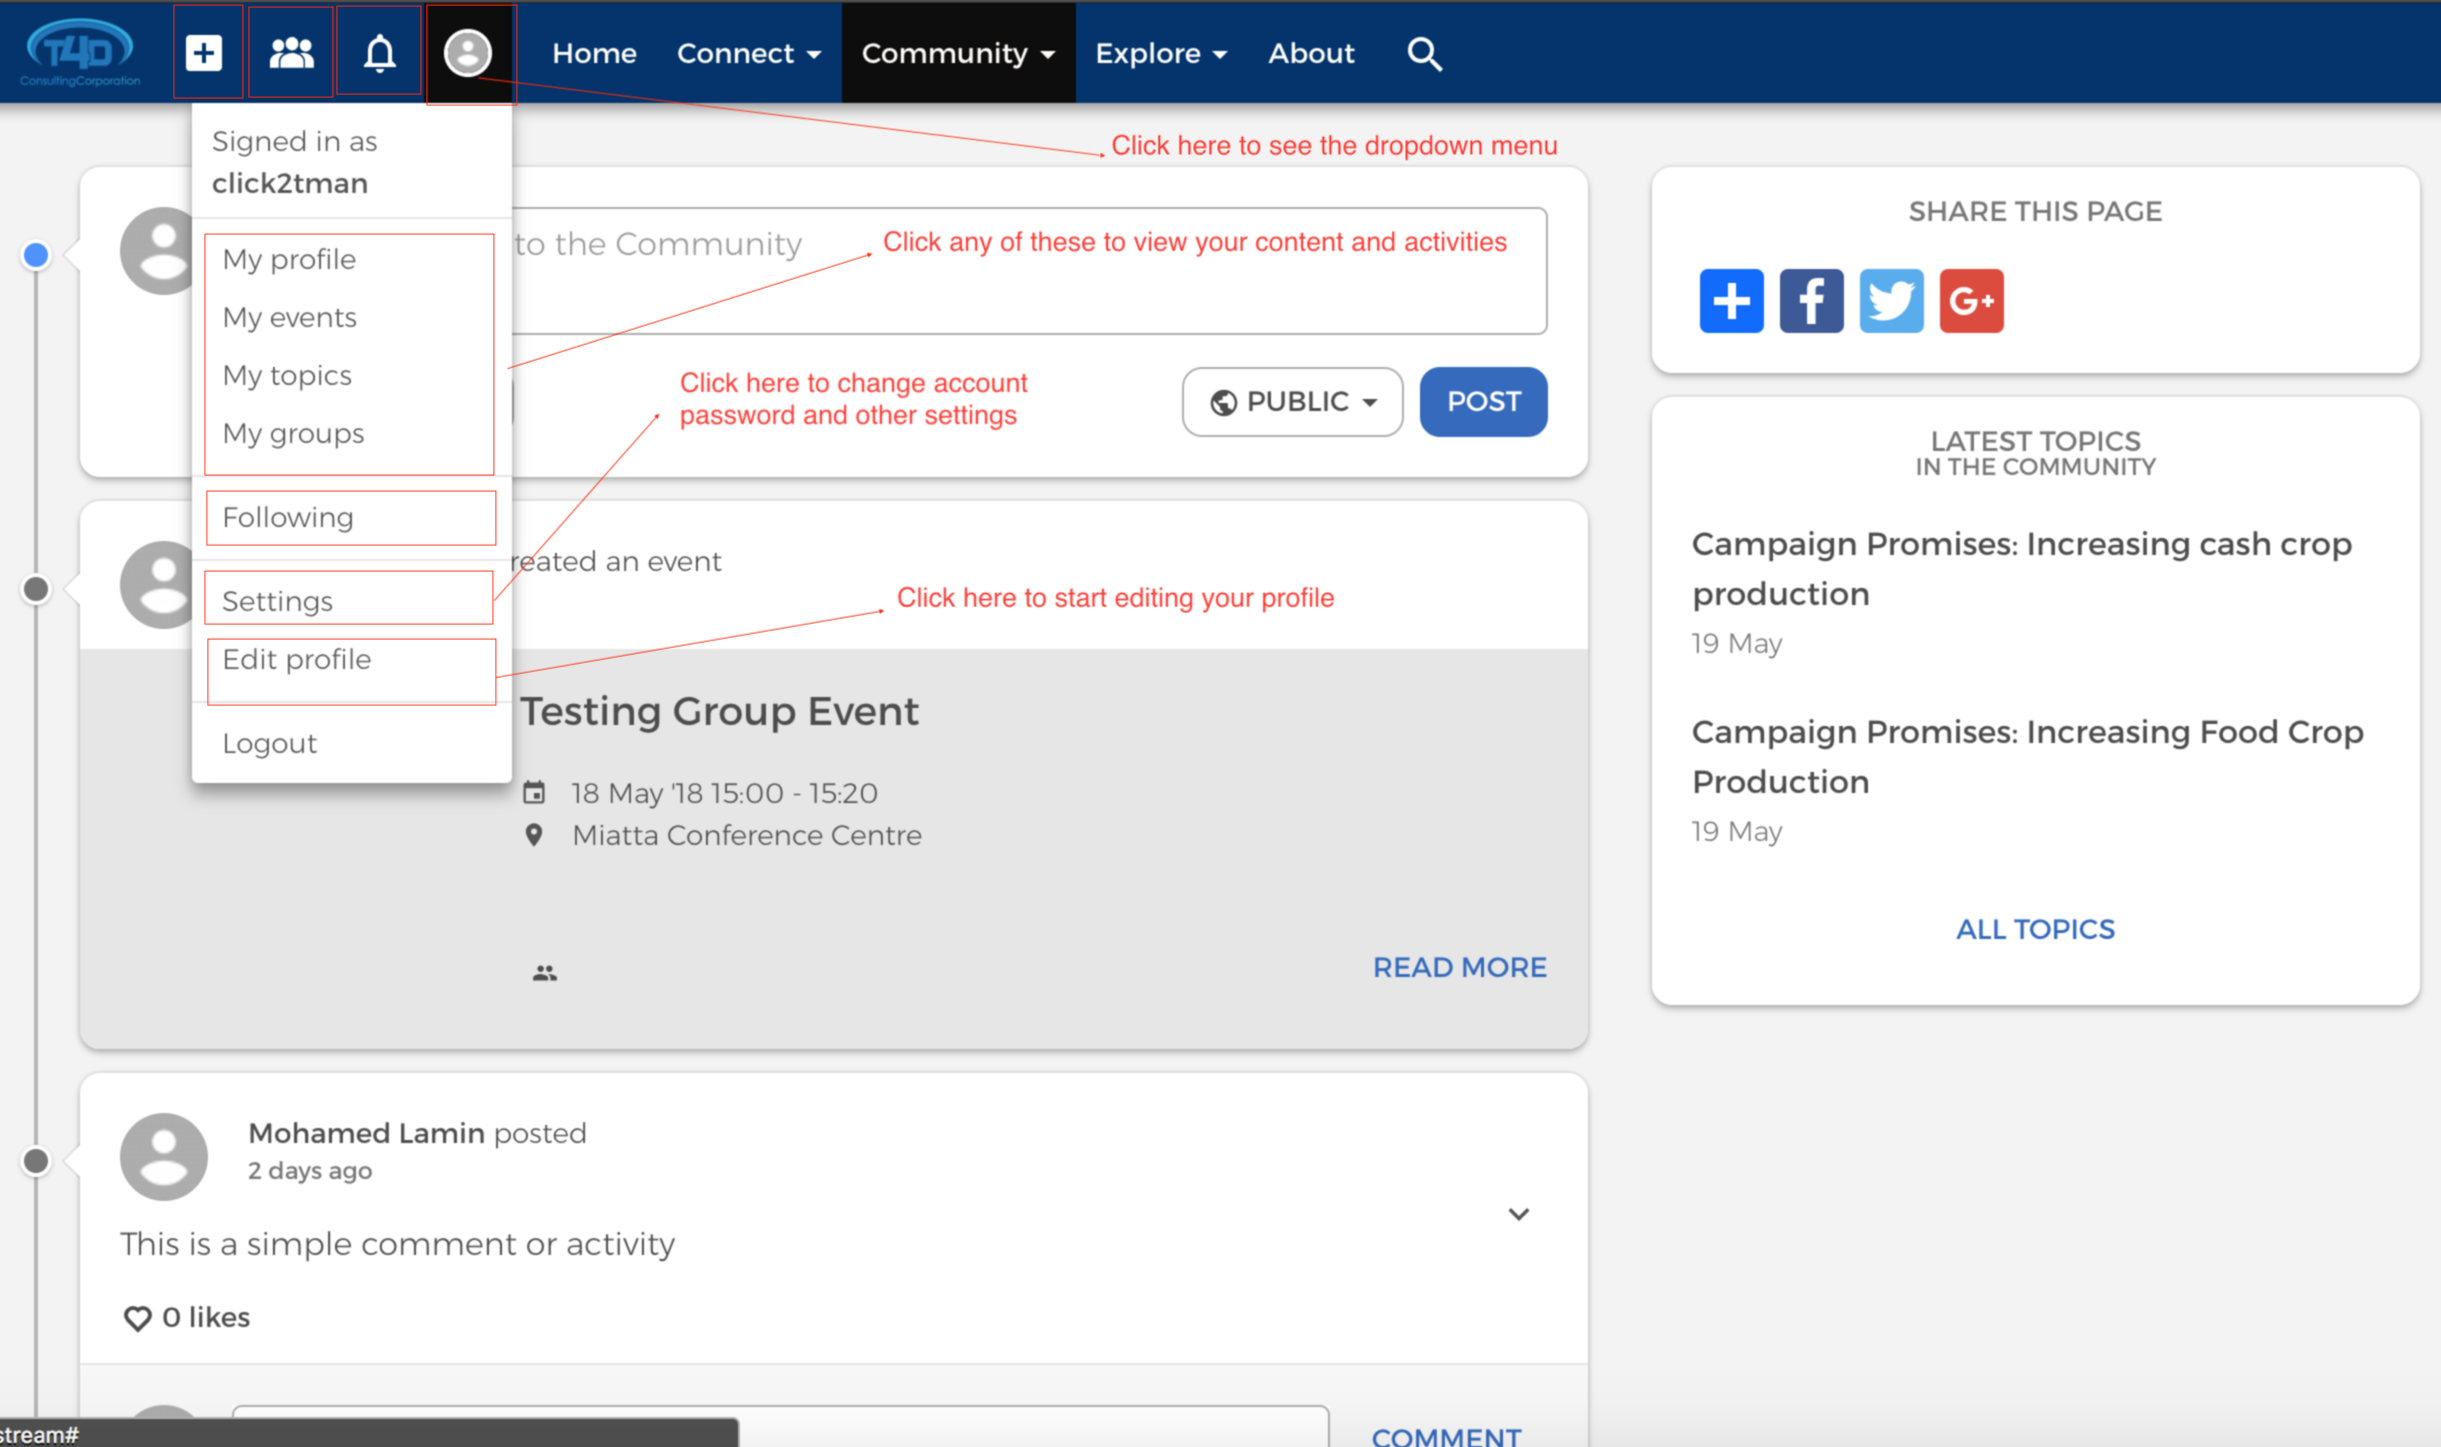 T4D
ConsultingCorporation
Home
Connect
Community
Explore
About
Signed in as
click2tman
My profile
My events
My topics
My groups
Following
Settings
Edit profile
Logout
Click here to see the dropdown menu
to the Community
Click any of these to view your content and activities
Click here to change account
password and other settings
PUBLIC
POST
reated an event
Click here to start editing your profile
Testing Group Event
18 May '18 15:00 - 15:20
Miatta Conference Centre
READ MORE
Mohamed Lamin posted
2 days ago
This is a simple comment or activity
0 likes
COMMENT
stream#
SHARE THIS PAGE
G+
LATEST TOPICS
IN THE COMMUNITY
Campaign Promises: Increasing cash crop
production
19 May
Campaign Promises: Increasing Food Crop
Production
19 May
ALL TOPICS